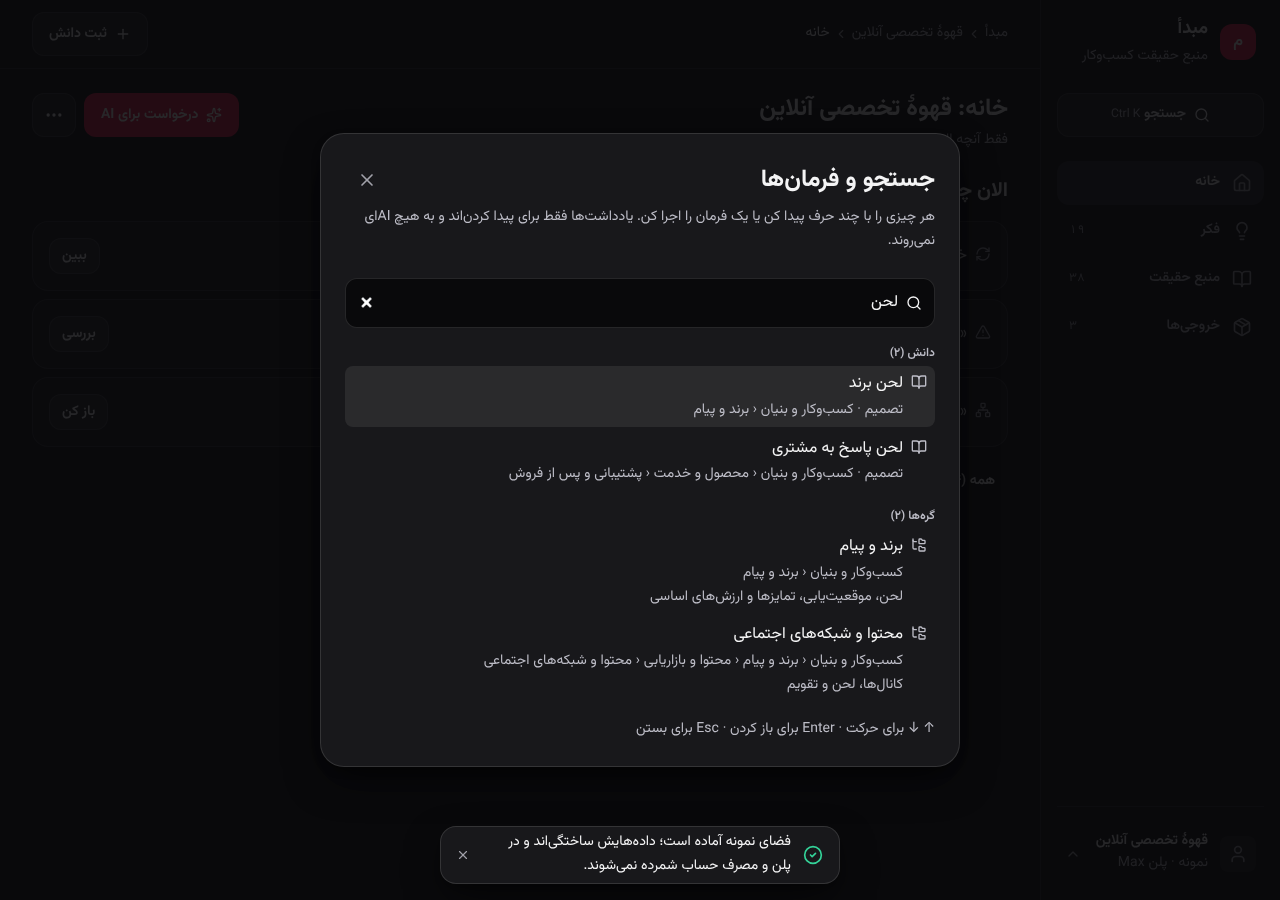 م
مبدأ
منبع حقیقت کسب‌وکار
جستجو Ctrl K
خانه
فکر ۱۹
منبع حقیقت ۳۸
خروجی‌ها ۳
قهوهٔ تخصصی آنلاین
نمونه · پلن Max
مبدأ › قهوهٔ تخصصی آنلاین › خانه
ثبت دانش
خانه: قهوهٔ تخصصی آنلاین
درخواست برای AI
فقط آنچه
الان
ببین
بررسی
باز کن
همه
جستجو و فرمان‌ها
هر چیزی را با چند حرف پیدا کن یا یک فرمان را اجرا کن. یادداشت‌ها فقط برای پیدا کردن‌اند و به هیچ AIای
نمی‌روند.
لحن
دانش (۲)
لحن برند
تصمیم · کسب‌وکار و بنیان › برند و پیام
لحن پاسخ به مشتری
تصمیم · کسب‌وکار و بنیان › محصول و خدمت › پشتیبانی و پس از فروش
گره‌ها (۲)
برند و پیام
کسب‌وکار و بنیان › برند و پیام
لحن، موقعیت‌یابی، تمایزها و ارزش‌های اساسی
محتوا و شبکه‌های اجتماعی
کسب‌وکار و بنیان › برند و پیام › محتوا و بازاریابی › محتوا و شبکه‌های اجتماعی
کانال‌ها، لحن و تقویم
↑ ↓ برای حرکت · Enter برای باز کردن · Esc برای بستن
فضای نمونه آماده است؛ داده‌هایش ساختگی‌اند و در
پلن و مصرف حساب شمرده نمی‌شوند.